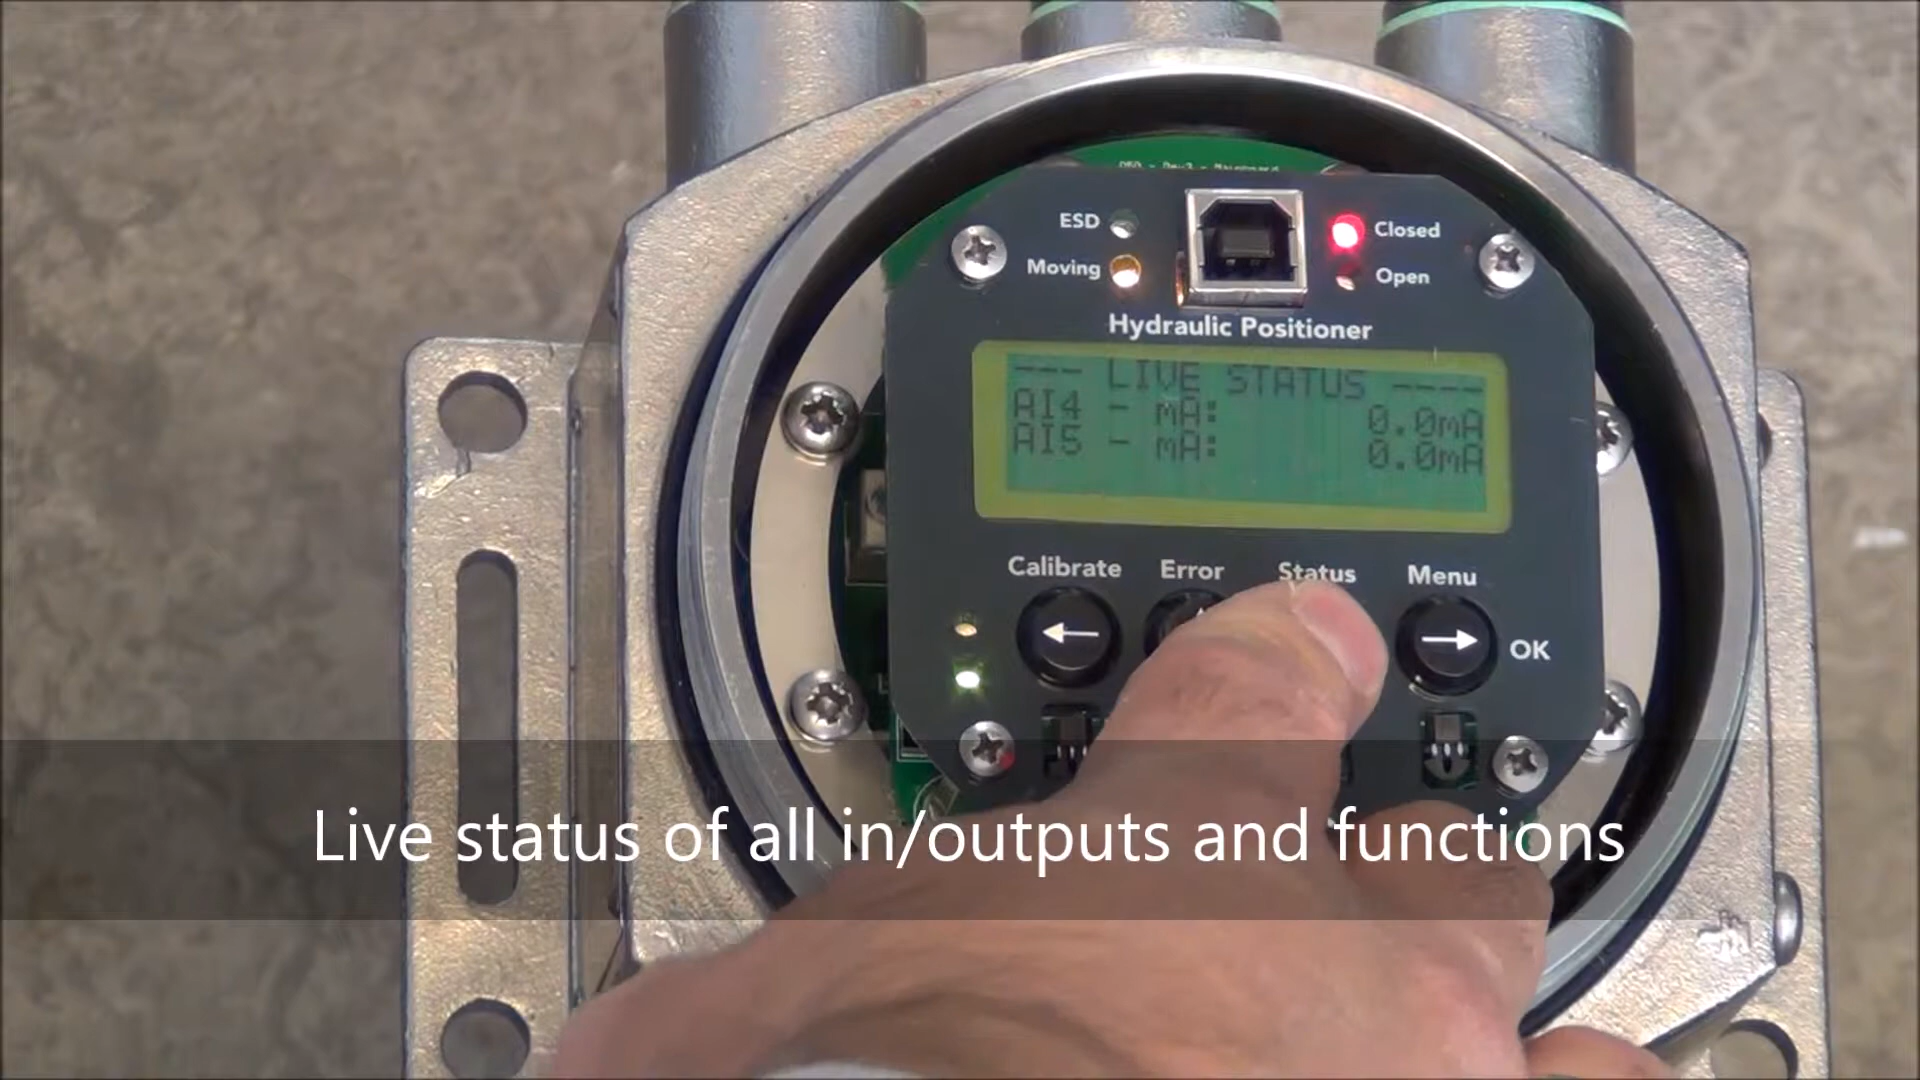 ESD
Closed
Moving
Open
Hydraulic Positioner
--- LIVE STATUS ----
AI4 - mA: 0.0mA
AI5 - mA: 0.0mA
Calibrate Error Status Menu
OK
Live status of all in/outputs and functions